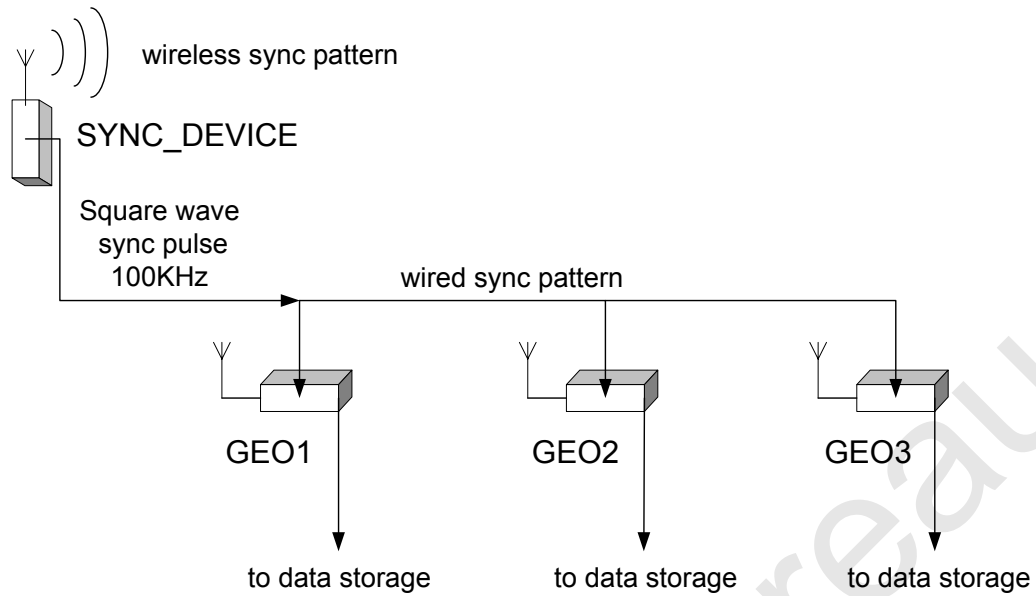 wireless sync pattern
SYNC_DEVICE
Square wave
sync pulse
100KHz
wired sync pattern
GEO1
GEO2
GEO3
to data storage
to data storage
to data storage
reau